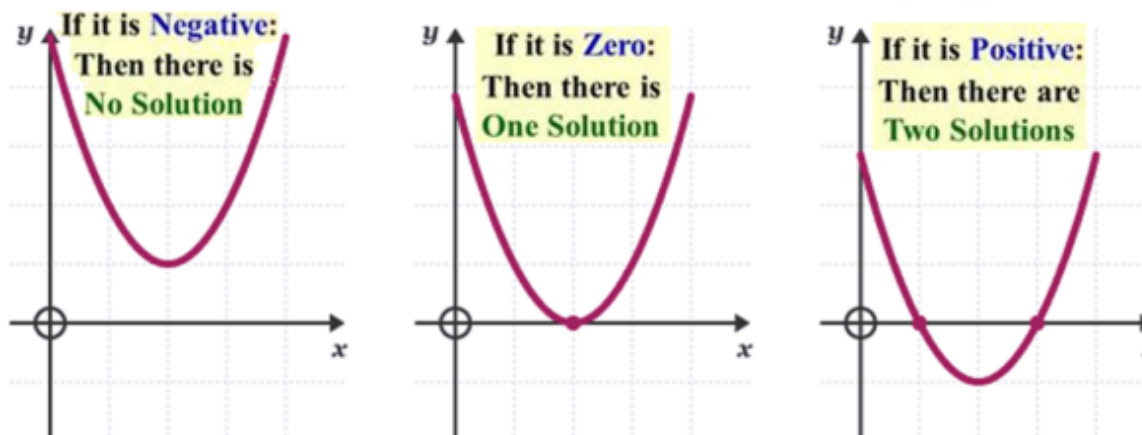 y
If it is Negative:
Then there is
No Solution
x
y
If it is Zero:
Then there is
One Solution
x
y
If it is Positive:
Then there are
Two Solutions